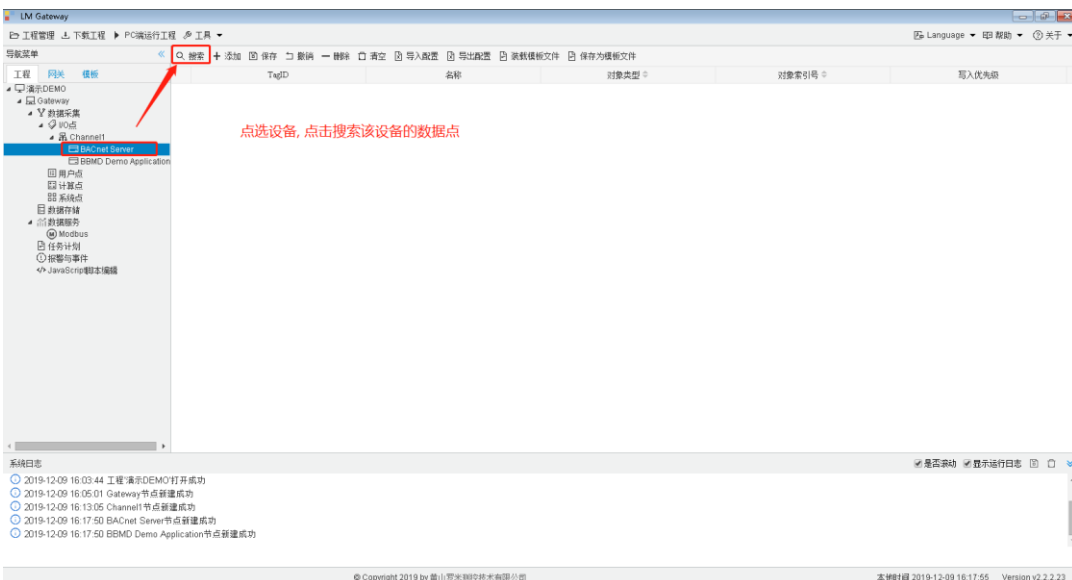 LM Gateway
工程管理 下载工程 PC端运行工程 工具 Language 帮助 关于
导航菜单 搜索 添加 保存 撤销 删除 清空 导入配置 导出配置 装载模板文件 保存为模板文件
工程 网关 模板 TagID 名称 对象类型 对象索引号 写入优先级
演示DEMO
Gateway
数据采集
I/O点
Channel1
点选设备, 点击搜索该设备的数据点
BACnet Server
BBMD Demo Application
用户点
计算点
系统点
数据存储
数据服务
Modbus
任务计划
报警与事件
JavaScript脚本编辑
系统日志 是否滚动 显示运行日志
2019-12-09 16:03:44 工程'演示DEMO'打开成功
2019-12-09 16:05:01 Gateway节点新建成功
2019-12-09 16:13:05 Channel1节点新建成功
2019-12-09 16:17:50 BACnet Server节点新建成功
2019-12-09 16:17:50 BBMD Demo Application节点新建成功
© Copyright 2019 by 黄山罗米测控技术有限公司 本地时间 2019-12-09 16:17:55 Version v2.2.2.23